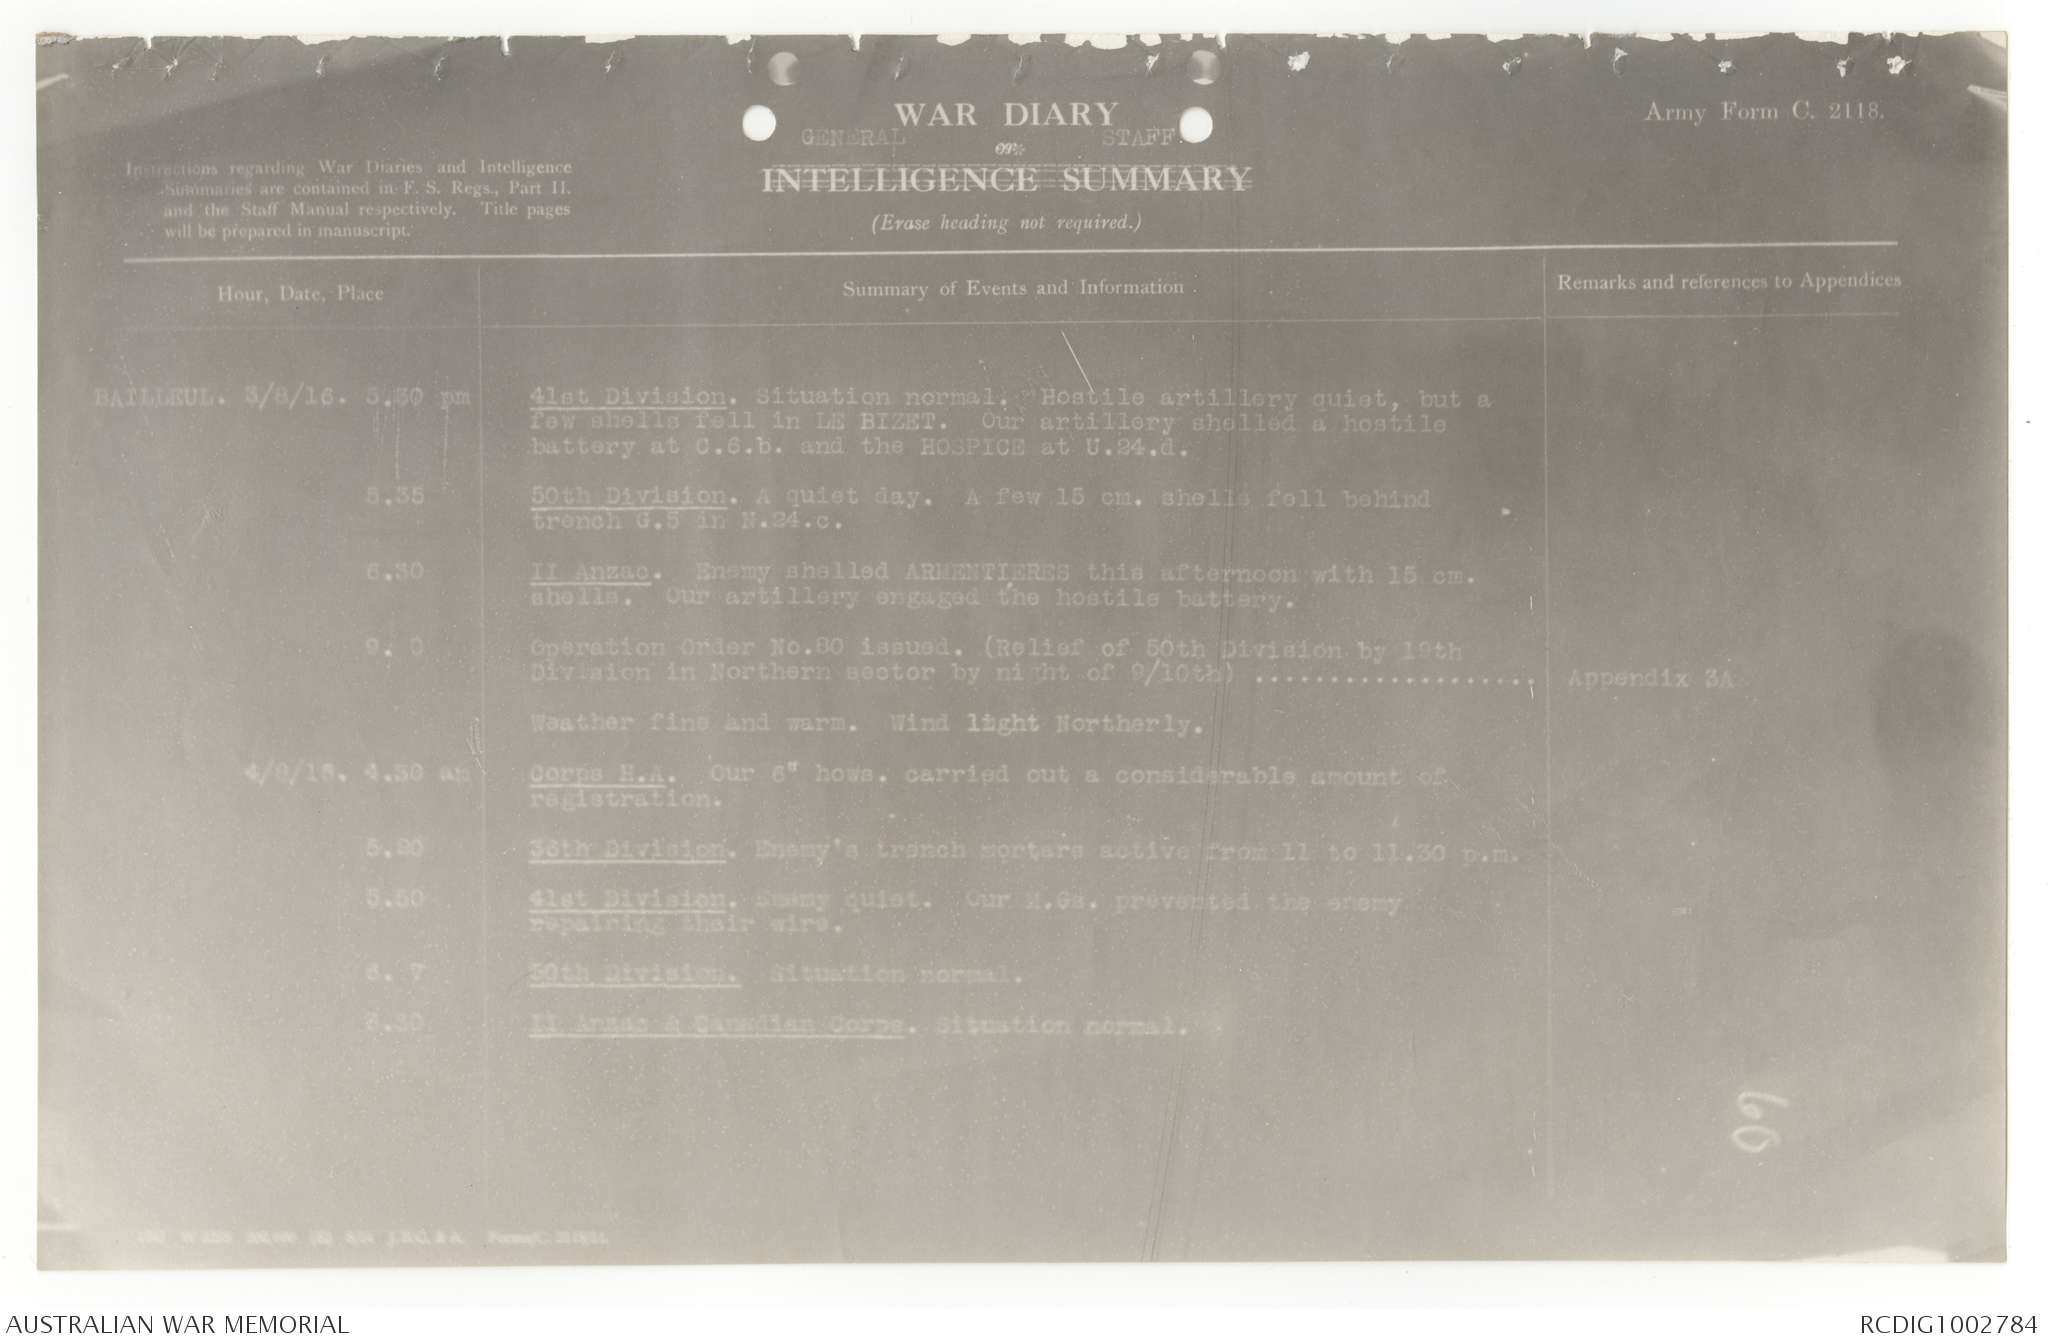 WAR DIARY
Army Form C. 2118.
GENERAL STAFF
or
INTELLIGENCE SUMMARY
(Erase heading not required.)
Instructions regarding War Diaries and Intelligence
Summaries are contained in F. S. Regs., Part II.
and the Staff Manual respectively. Title pages
will be prepared in manuscript.
Hour, Date, Place
Summary of Events and Information
Remarks and references to Appendices
BAILLEUL. 3/8/16. 5.30 pm 41st Division. Situation normal. Hostile artillery quiet, but a
few shells fell in LE BIZET. Our artillery shelled a hostile
battery at C.6.b. and the HOSPICE at U.24.d.
5.35 50th Division. A quiet day. A few 15 cm. shells fell behind
trench G.5 in N.24.c.
6.30 II Anzac. Enemy shelled ARMENTIERES this afternoon with 15 cm.
shells. Our artillery engaged the hostile battery.
9. 0 Operation Order No.80 issued. (Relief of 50th Division by 19th
Division in Northern sector by night of 9/10th) ................... Appendix 3A
Weather fine and warm. Wind light Northerly.
4/8/16. 4.30 am Corps H.A. Our 6" hows. carried out a considerable amount of
registration.
5.20 36th Division. Enemy's trench mortars active from 11 to 11.30 p.m.
5.50 41st Division. Enemy quiet. Our M.Gs. prevented the enemy
repairing their wire.
6. 7 50th Division. Situation normal.
6.30 II Anzac & Canadian Corps. Situation normal.
60
AUSTRALIAN WAR MEMORIAL
RCDIG1002784